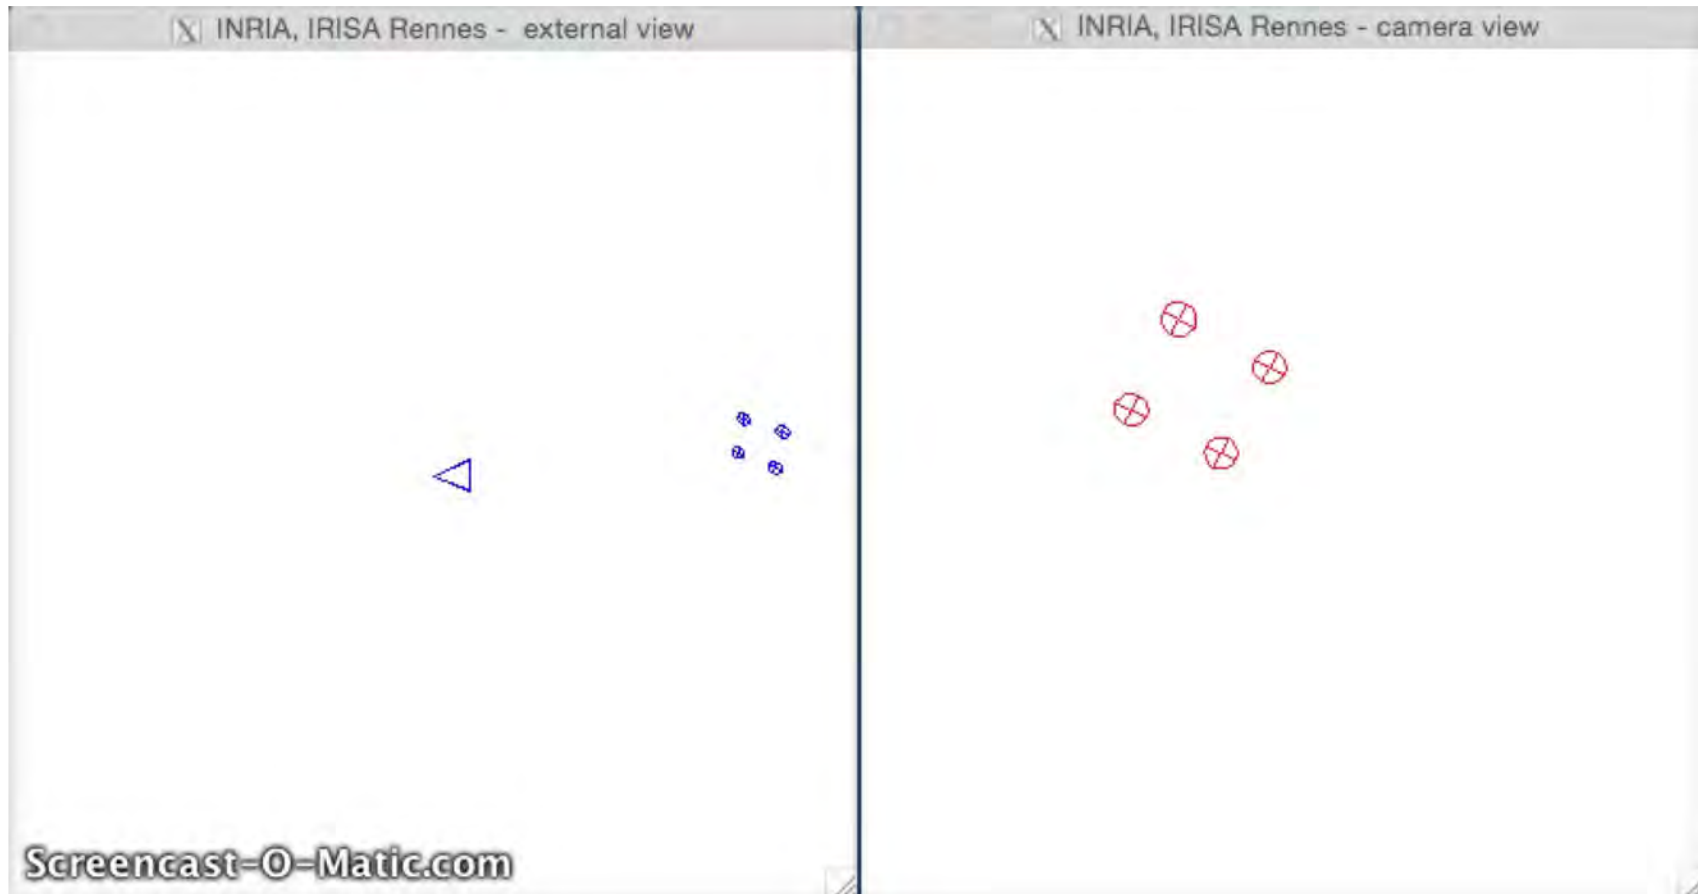 INRIA, IRISA Rennes - external view
INRIA, IRISA Rennes - camera view
Screencast-O-Matic.com